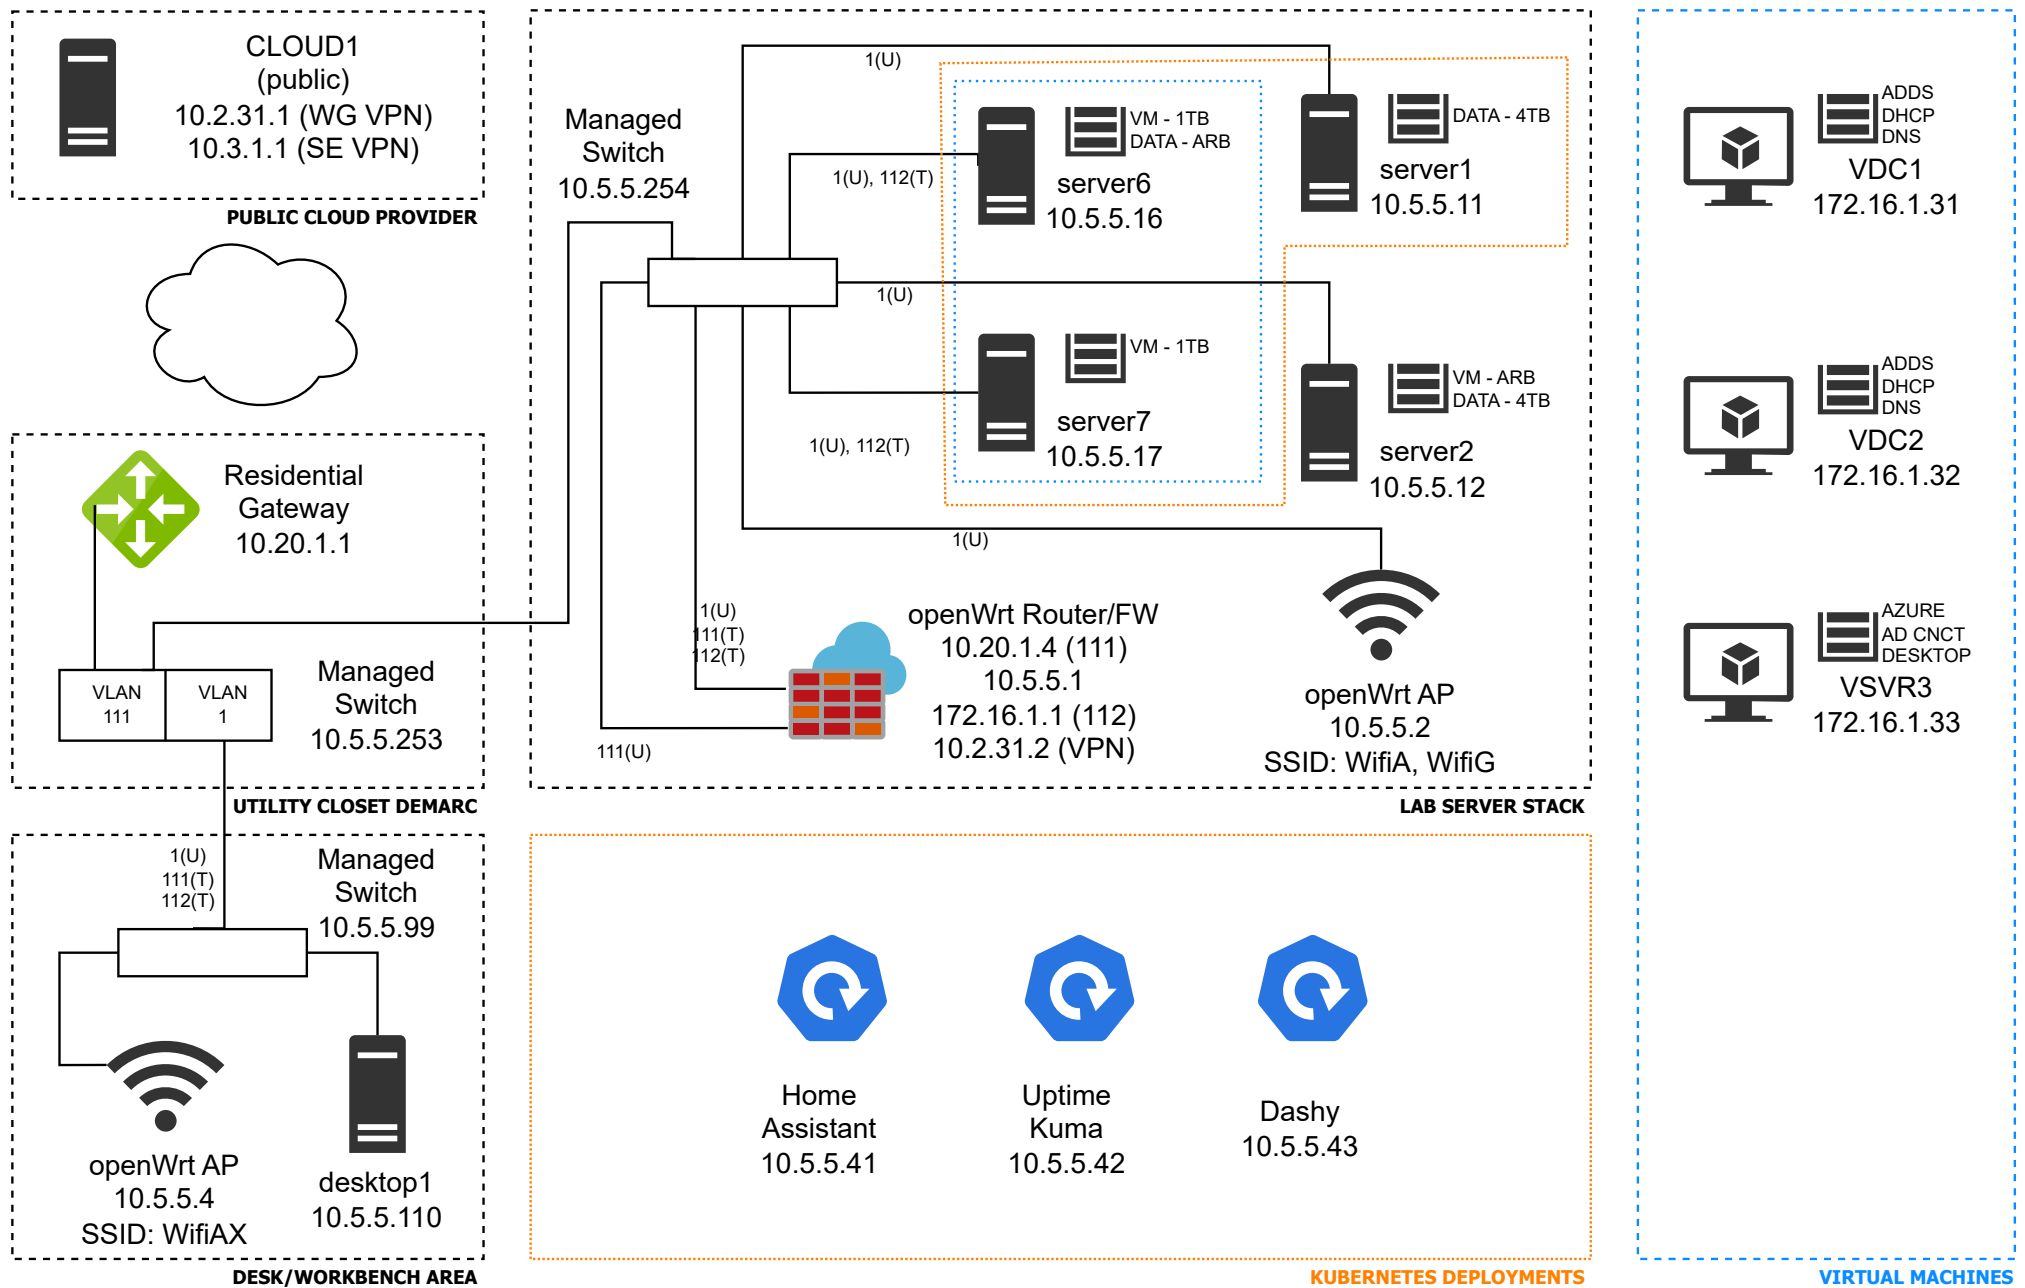 CLOUD1
(public)
10.2.31.1 (WG VPN)
10.3.1.1 (SE VPN)
PUBLIC CLOUD PROVIDER
Residential
Gateway
10.20.1.1
VLAN
111
VLAN
1
Managed
Switch
10.5.5.253
UTILITY CLOSET DEMARC
1(U)
111(T)
112(T)
Managed
Switch
10.5.5.99
openWrt AP
10.5.5.4
SSID: WifiAX
desktop1
10.5.5.110
DESK/WORKBENCH AREA
Managed
Switch
10.5.5.254
1(U)
1(U), 112(T)
VM - 1TB
DATA - ARB
server6
10.5.5.16
DATA - 4TB
server1
10.5.5.11
1(U)
1(U), 112(T)
VM - 1TB
server7
10.5.5.17
VM - ARB
DATA - 4TB
server2
10.5.5.12
1(U)
1(U)
111(T)
112(T)
111(U)
openWrt Router/FW
10.20.1.4 (111)
10.5.5.1
172.16.1.1 (112)
10.2.31.2 (VPN)
openWrt AP
10.5.5.2
SSID: WifiA, WifiG
LAB SERVER STACK
Home
Assistant
10.5.5.41
Uptime
Kuma
10.5.5.42
Dashy
10.5.5.43
KUBERNETES DEPLOYMENTS
ADDS
DHCP
DNS
VDC1
172.16.1.31
ADDS
DHCP
DNS
VDC2
172.16.1.32
AZURE
AD CNCT
DESKTOP
VSVR3
172.16.1.33
VIRTUAL MACHINES